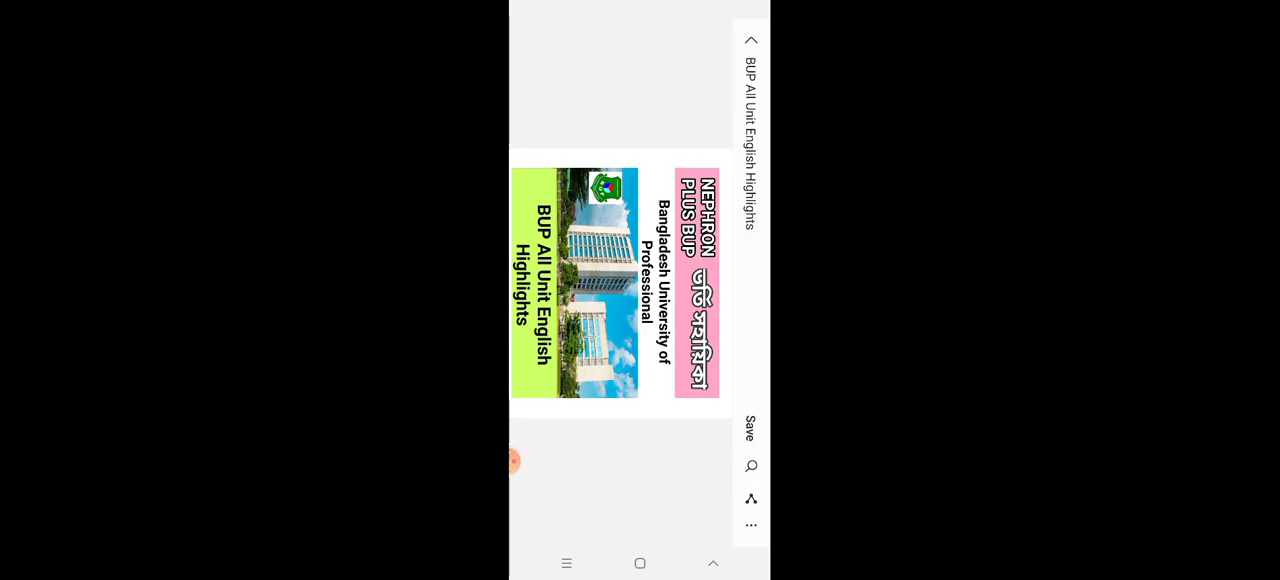 BUP All Unit English Highlights
Save
NEPHRON
PLUS BUP
ভর্তি সহায়িকা
Bangladesh University of
Professional
BUP All Unit English
Highlights